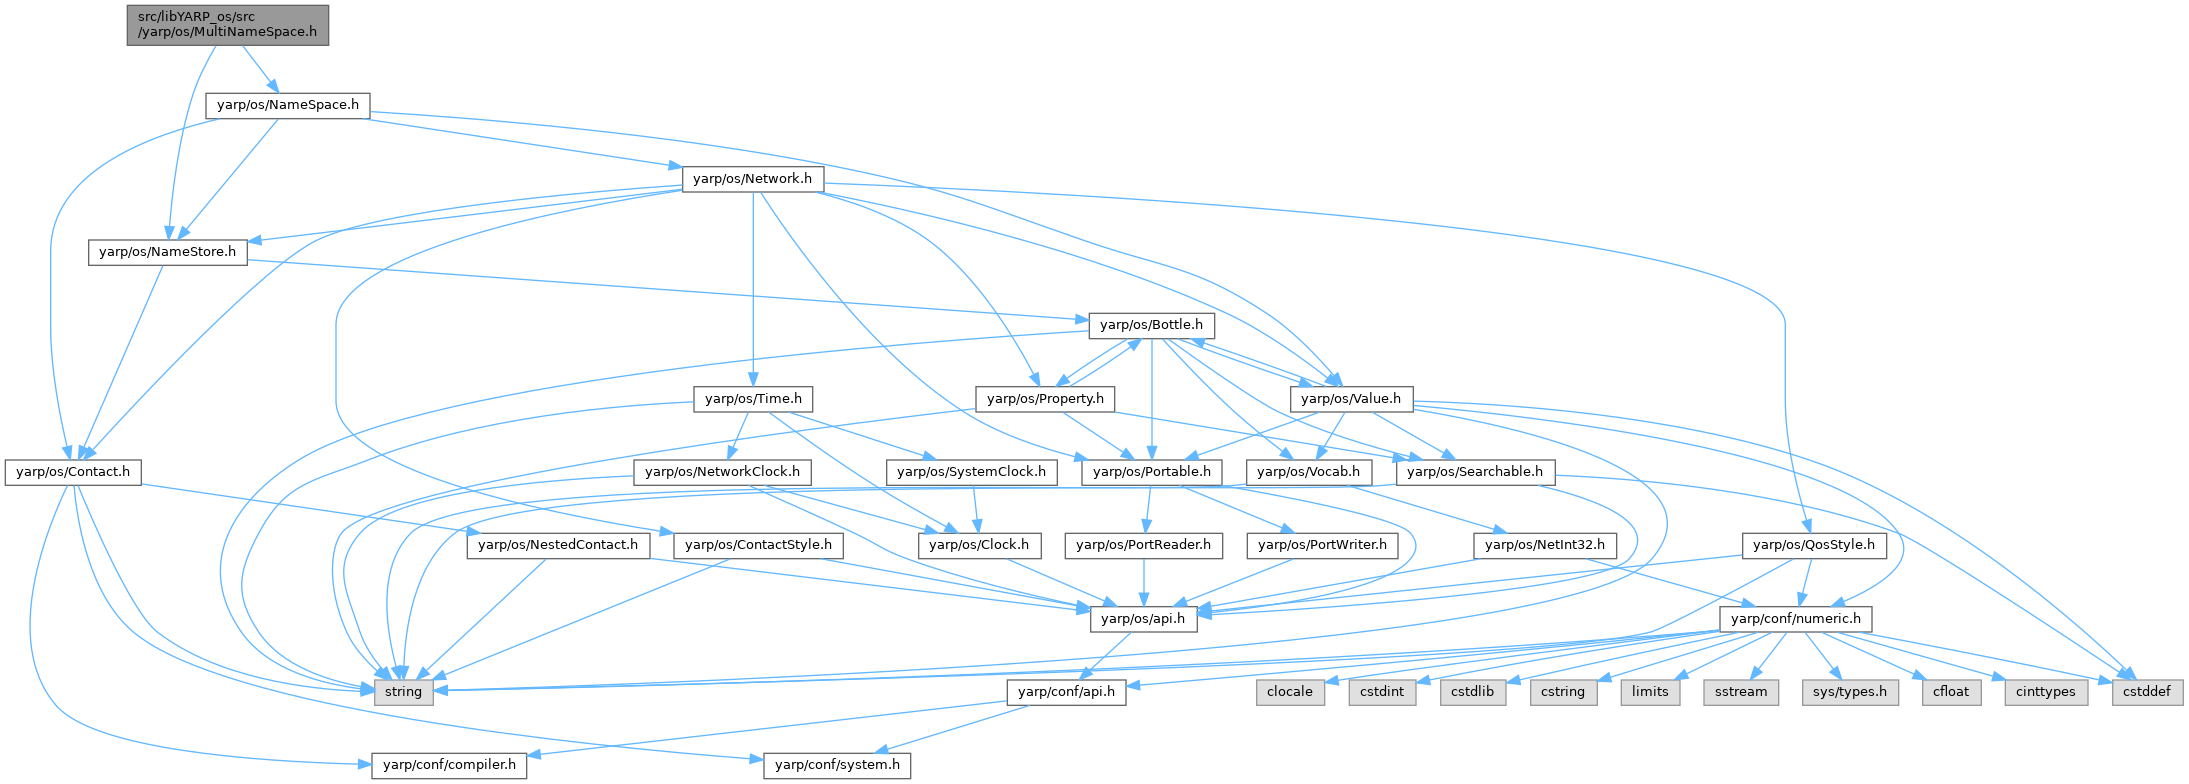 src/libYARP_os/src
/yarp/os/MultiNameSpace.h
yarp/os/NameSpace.h
yarp/os/Network.h
yarp/os/NameStore.h
yarp/os/Bottle.h
yarp/os/Time.h
yarp/os/Property.h
yarp/os/Value.h
yarp/os/Contact.h
yarp/os/NetworkClock.h
yarp/os/SystemClock.h
yarp/os/Portable.h
yarp/os/Vocab.h
yarp/os/Searchable.h
yarp/os/NestedContact.h
yarp/os/ContactStyle.h
yarp/os/Clock.h
yarp/os/PortReader.h
yarp/os/PortWriter.h
yarp/os/NetInt32.h
yarp/os/QosStyle.h
yarp/os/api.h
yarp/conf/numeric.h
string
yarp/conf/api.h
clocale
cstdint
cstdlib
cstring
limits
sstream
sys/types.h
cfloat
cinttypes
cstddef
yarp/conf/compiler.h
yarp/conf/system.h